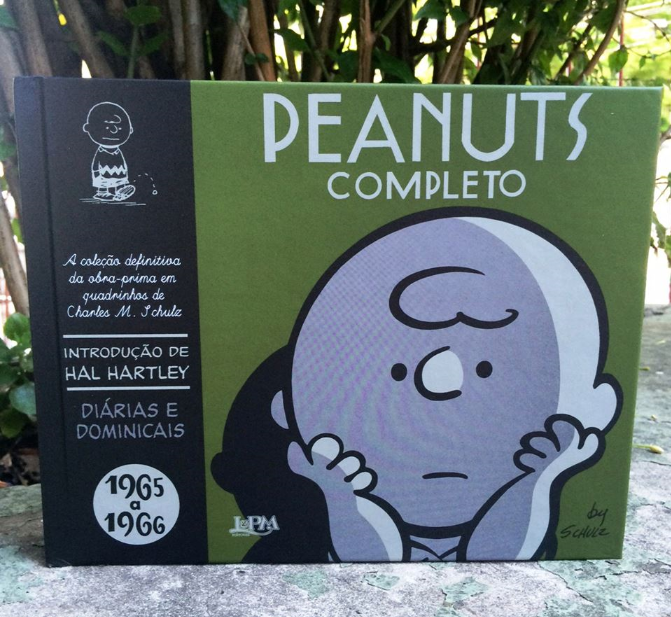 PEANUTS
COMPLETO
A coleção definitiva
da obra-prima em
quadrinhos de
Charles M. Schulz
INTRODUÇÃO DE
HAL HARTLEY
DIÁRIAS E
DOMINICAIS
1965
a
1966
L&PM
by
SCHULZ